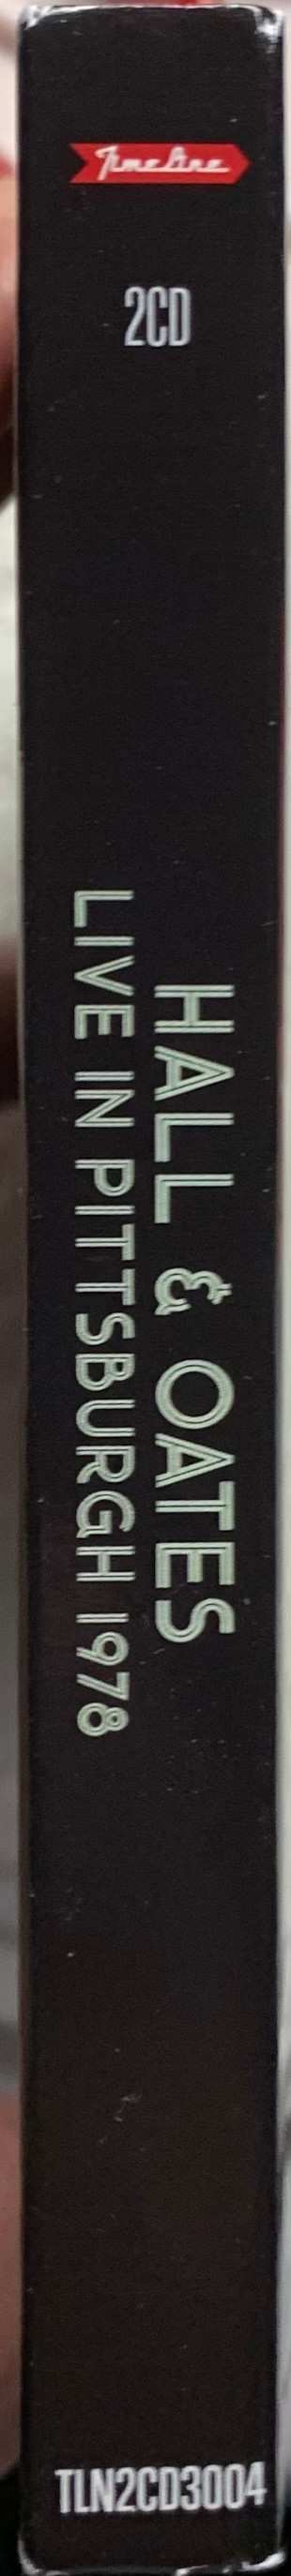 TimeLine
2CD
HALL & OATES
LIVE IN PITTSBURGH 1978
TLN2CD3004